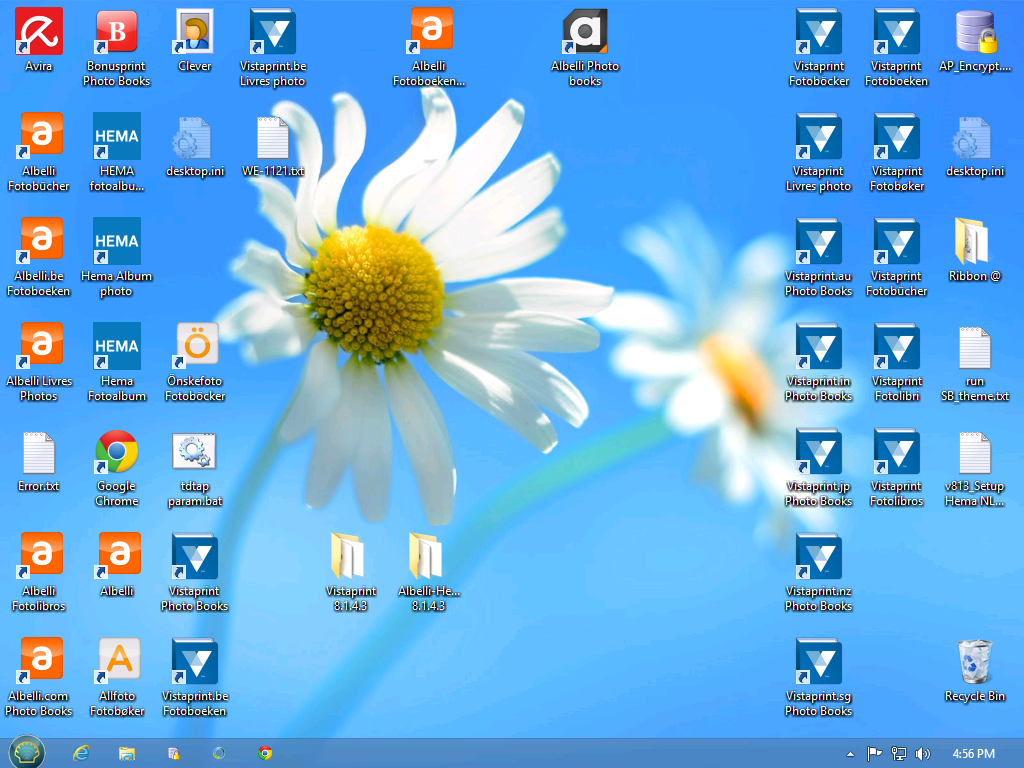 Avira
B
Bonusprint
Photo Books
Clever
Vistaprint.be
Livres photo
a
Albelli
Fotoboeken...
a
Albelli Photo
books
Vistaprint
Fotoböcker
Vistaprint
Fotoboeken
AP_Encrypt....
a
Albelli
Fotobücher
HEMA
HEMA
fotoalbu...
desktop.ini
WE-1121.txt
Vistaprint
Livres photo
Vistaprint
Fotobøker
desktop.ini
a
Albelli.be
Fotoboeken
HEMA
Hema Album
photo
Vistaprint.au
Photo Books
Vistaprint
Fotobücher
Ribbon @
a
Albelli Livres
Photos
HEMA
Hema
Fotoalbum
Ö
Önskefoto
Fotoböcker
Vistaprint.in
Photo Books
Vistaprint
Fotolibri
run
SB_theme.txt
Error.txt
Google
Chrome
tdtap
param.bat
Vistaprint.jp
Photo Books
Vistaprint
Fotolibros
v813_Setup
Hema NL...
a
Albelli
Fotolibros
a
Albelli
Vistaprint
Photo Books
Vistaprint
8.1.4.3
Albelli-He...
8.1.4.3
Vistaprint.nz
Photo Books
a
Albelli.com
Photo Books
A
Allfoto
Fotobøker
Vistaprint.be
Fotoboeken
Vistaprint.sg
Photo Books
Recycle Bin
4:56 PM